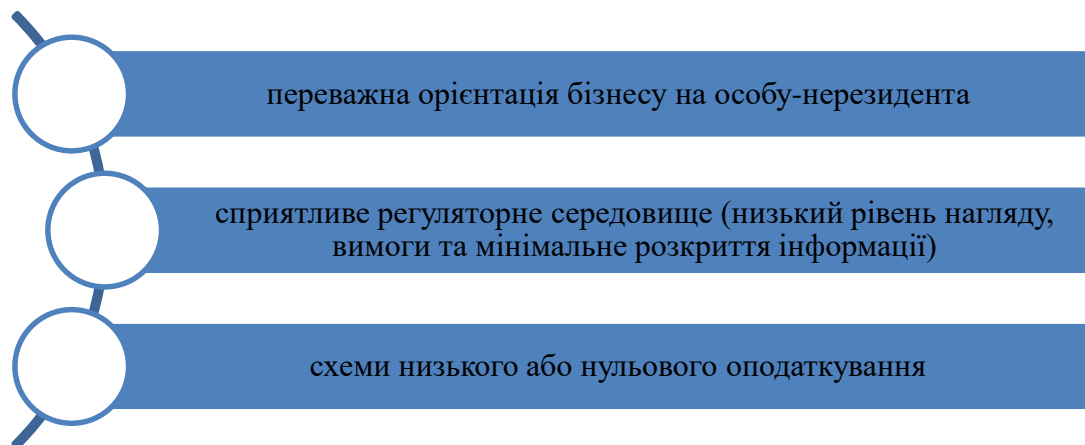 переважна орієнтація бізнесу на особу-нерезидента
сприятливе регуляторне середовище (низький рівень нагляду,
вимоги та мінімальне розкриття інформації)
схеми низького або нульового оподаткування